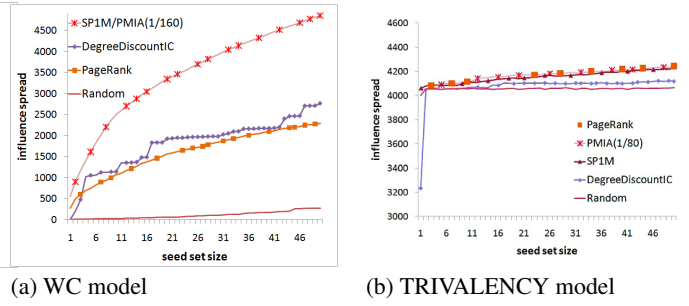 SP1M/PMIA(1/160)
DegreeDiscountIC
PageRank
Random
influence spread
4500
4000
3500
3000
2500
2000
1500
1000
500
0
1 6 11 16 21 26 31 36 41 46
seed set size
(a) WC model
PageRank
PMIA(1/80)
SP1M
DegreeDiscountIC
Random
influence spread
4600
4400
4200
4000
3800
3600
3400
3200
3000
1 6 11 16 21 26 31 36 41 46
seed set size
(b) TRIVALENCY model